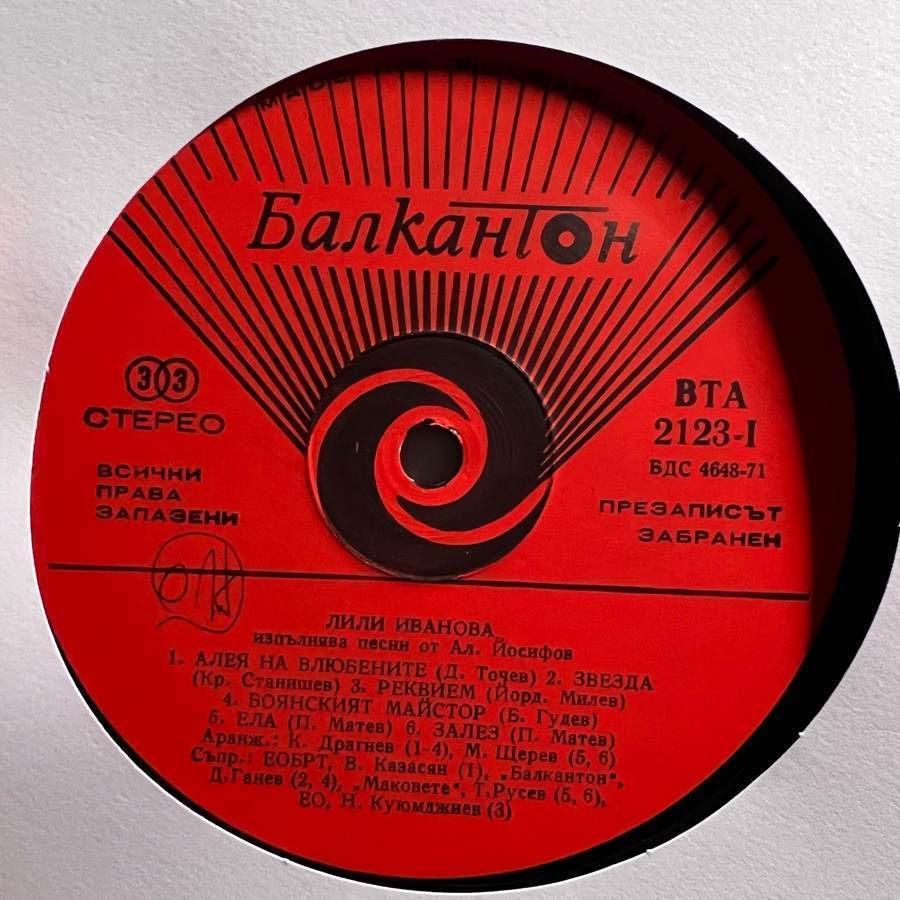 MADE
Балкантон
33
СТЕРЕО
ВСИЧКИ
ПРАВА
ЗАПАЗЕНИ
ВТА
2123-I
БДС 4648-71
ПРЕЗАПИСЪТ
ЗАБРАНЕН
ЛИЛИ ИВАНОВА
изпълнява песни от Ал. Йосифов
1. АЛЕЯ НА ВЛЮБЕНИТЕ (Д. Точев) 2. ЗВЕЗДА
(Кр. Станишев) 3. РЕКВИЕМ (Йорд. Милев)
4. БОЯНСКИЯТ МАЙСТОР (Б. Гудев)
5. ЕЛА (П. Матев) 6. ЗАЛЕЗ (П. Матев)
Аранж.: К. Драгнев (1-4), М. Щерев (5, 6)
Съпр.: ЕОБРТ, В. Казасян (1), „Балкантон",
Д.Ганев (2, 4), „Маковете", Т.Русев (5, 6),
ЕО, Н. Куюмджиев (3)